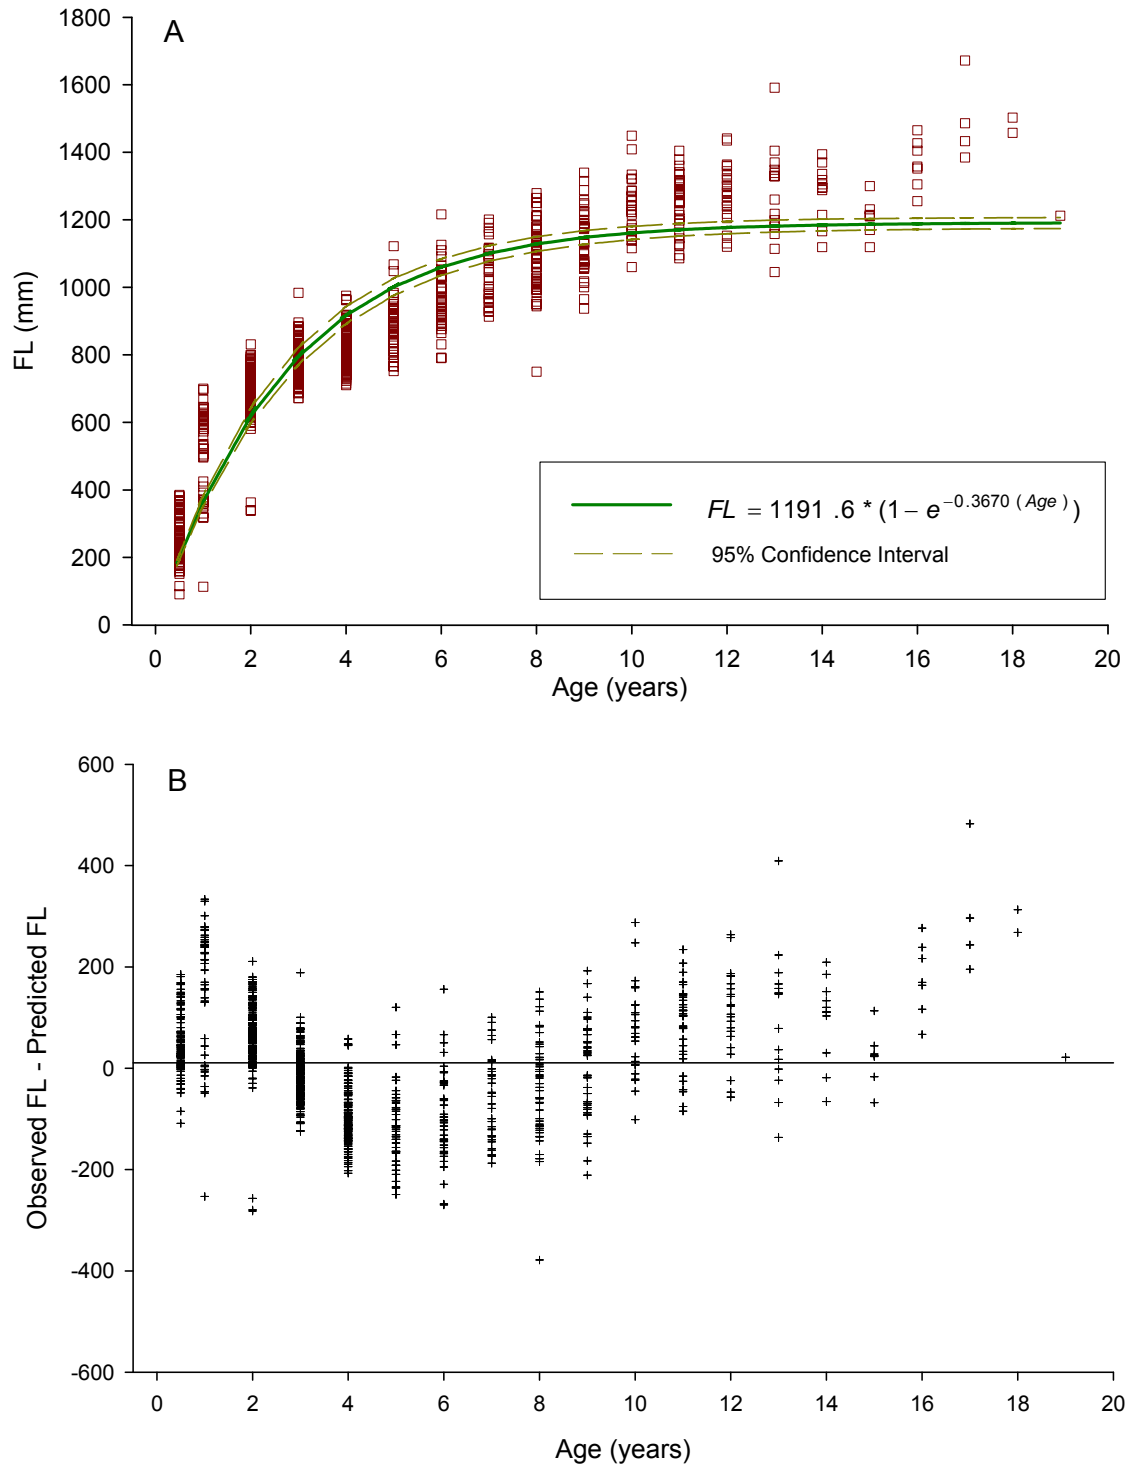 A
1800
1600
1400
1200
1000
800
600
400
200
0
FL (mm)
FL = 1191 .6 * (1− e^−0.3670 ( Age ) )
95% Confidence Interval
0 2 4 6 8 10 12 14 16 18 20
Age (years)
B
600
400
200
0
-200
-400
-600
Observed FL - Predicted FL
0 2 4 6 8 10 12 14 16 18 20
Age (years)